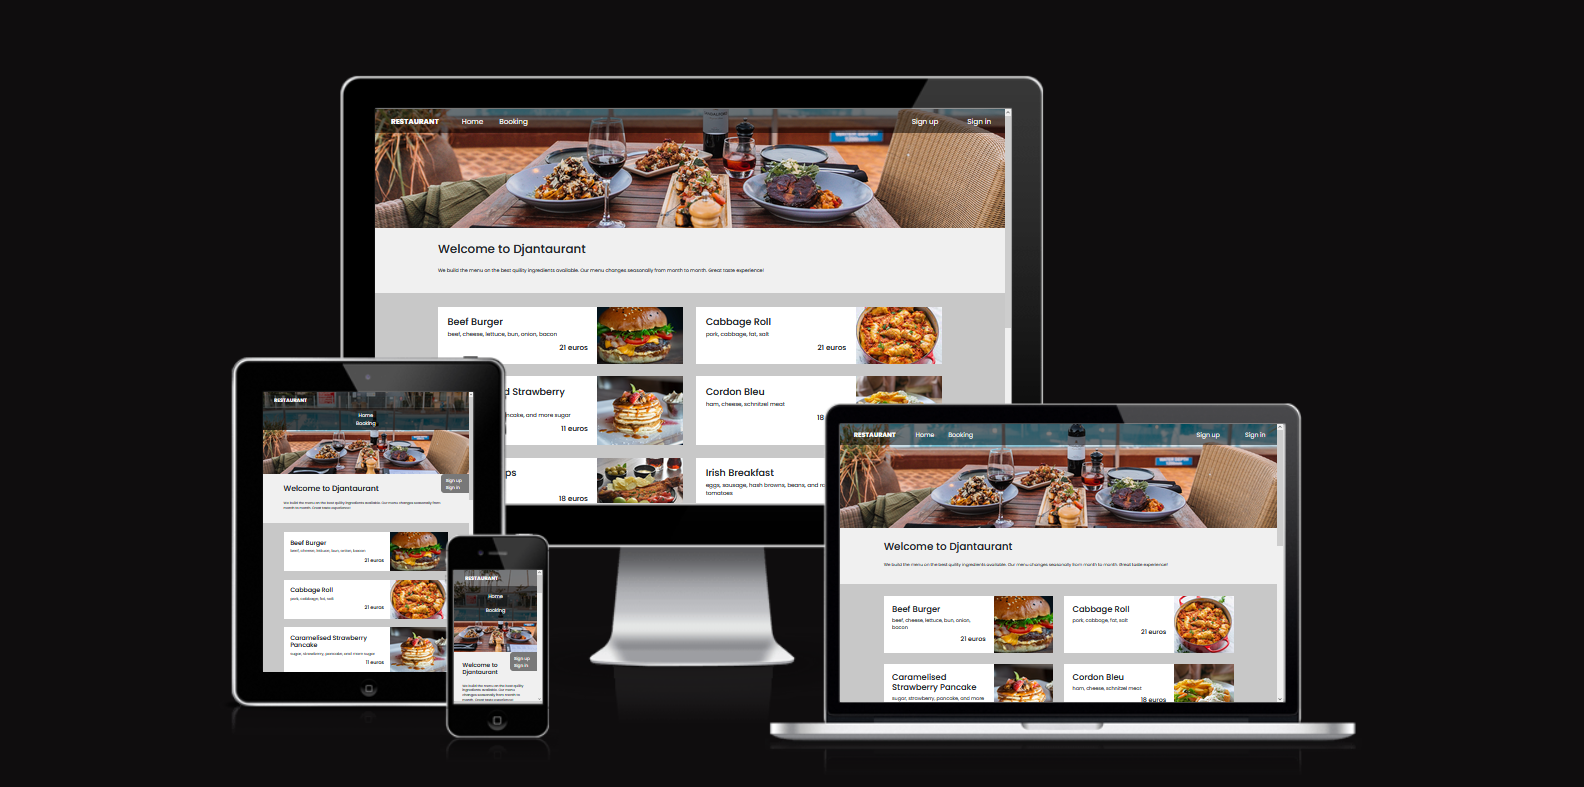 RESTAURANT Home Booking Sign up Sign in
Welcome to Djantaurant
We build the menu on the best quility ingredients available. Our menu changes seasonally from month to month. Great taste experience!
Beef Burger
beef, cheese, lettuce, bun, onion, bacon
21 euros
Cabbage Roll
pork, cabbage, fat, salt
21 euros
d Strawberry
ncake, and more sugar
11 euros
Cordon Bleu
ham, cheese, schnitzel meat
18
ps
18 euros
Irish Breakfast
eggs, sausage, hash browns, beans, and ro
tomatoes
RESTAURANT
Home
Booking
Sign up
Sign in
Welcome to Djantaurant
We build the menu on the best quility ingredients available. Our menu changes seasonally from
month to month. Great taste experience!
Beef Burger
beef, cheese, lettuce, bun, onion, bacon
21 euros
Cabbage Roll
pork, cabbage, fat, salt
21 euros
Caramelised Strawberry
Pancake
sugar, strawberry, pancake, and more sugar
11 euros
RESTAURANT
Home
Booking
Sign up
Sign in
Welcome to
Djantaurant
We build the menu on the best quility
ingredients available. Our menu
changes seasonally from month to
month. Great taste experience!
RESTAURANT Home Booking Sign up Sign in
Welcome to Djantaurant
We build the menu on the best quility ingredients available. Our menu changes seasonally from month to month. Great taste experience!
Beef Burger
beef, cheese, lettuce, bun, onion,
bacon
21 euros
Cabbage Roll
pork, cabbage, fat, salt
21 euros
Caramelised
Strawberry Pancake
sugar, strawberry, pancake, and more
Cordon Bleu
ham, cheese, schnitzel meat
18 euros